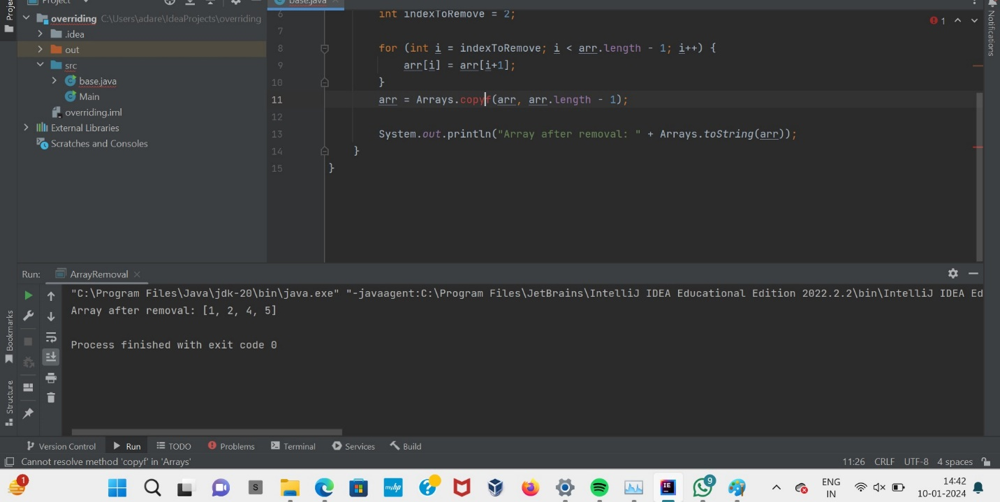 Project
base.java
Project
overriding C:\Users\adare\IdeaProjects\overriding
.idea
out
src
base.java
Main
overriding.iml
External Libraries
Scratches and Consoles
6 int indexToRemove = 2;
7
8 for (int i = indexToRemove; i < arr.length - 1; i++) {
9 arr[i] = arr[i+1];
10 }
11 arr = Arrays.copyf(arr, arr.length - 1);
12
13 System.out.println("Array after removal: " + Arrays.toString(arr));
14 }
15 }
1
Notifications
Run: ArrayRemoval
"C:\Program Files\Java\jdk-20\bin\java.exe" "-javaagent:C:\Program Files\JetBrains\IntelliJ IDEA Educational Edition 2022.2.2\bin\IntelliJ IDEA Ed
Array after removal: [1, 2, 4, 5]
Process finished with exit code 0
Bookmarks
Structure
Version Control Run TODO Problems Terminal Services Build
Cannot resolve method 'copyf' in 'Arrays' 11:26 CRLF UTF-8 4 spaces
1
S
myhp
?
IE
9
ENG
IN
14:42
10-01-2024